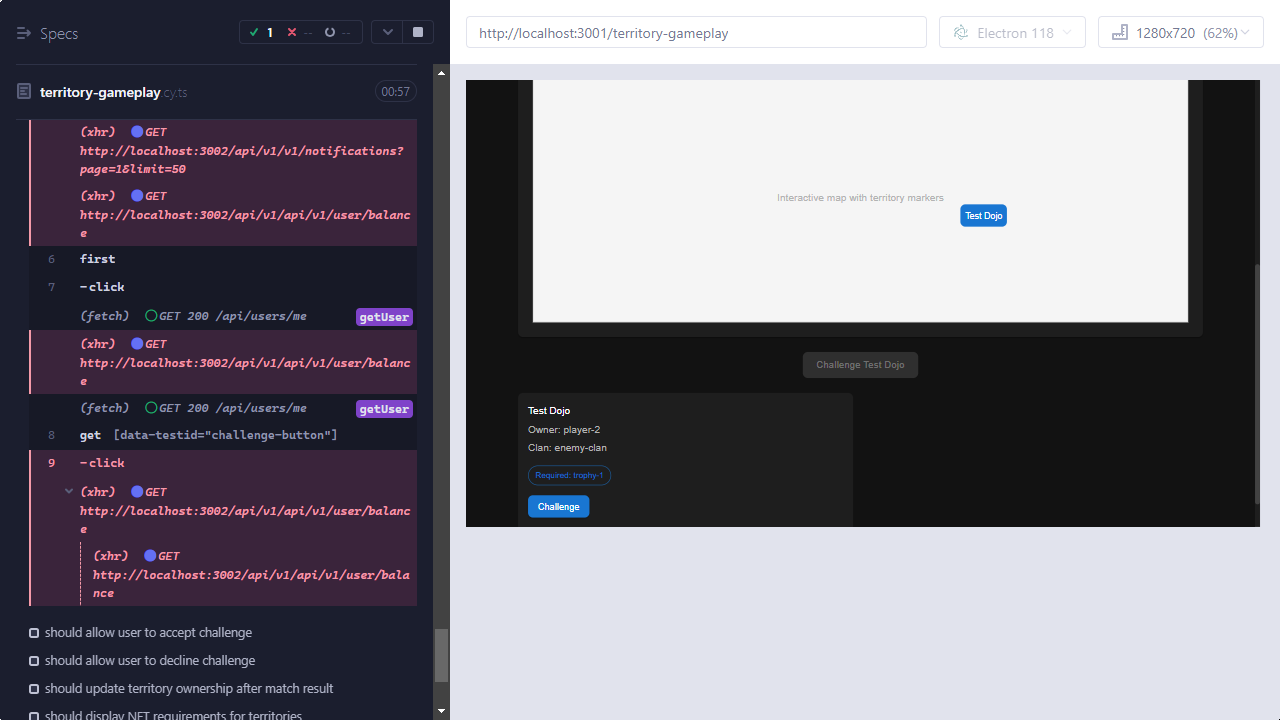 Specs
1
--
--
territory-gameplay.cy.ts
00:57
(xhr) GET
http://localhost:3002/api/v1/v1/notifications?
page=1&limit=50
(xhr) GET
http://localhost:3002/api/v1/api/v1/user/balanc
e
6 first
7 -click
(fetch) GET 200 /api/users/me getUser
(xhr) GET
http://localhost:3002/api/v1/api/v1/user/balanc
e
(fetch) GET 200 /api/users/me getUser
8 get [data-testid="challenge-button"]
9 -click
(xhr) GET
http://localhost:3002/api/v1/api/v1/user/balanc
e
(xhr) GET
http://localhost:3002/api/v1/api/v1/user/bala
nce
should allow user to accept challenge
should allow user to decline challenge
should update territory ownership after match result
should display NFT requirements for territories
http://localhost:3001/territory-gameplay
Electron 118
1280x720 (62%)
Interactive map with territory markers
Test Dojo
Challenge Test Dojo
Test Dojo
Owner: player-2
Clan: enemy-clan
Required: trophy-1
Challenge